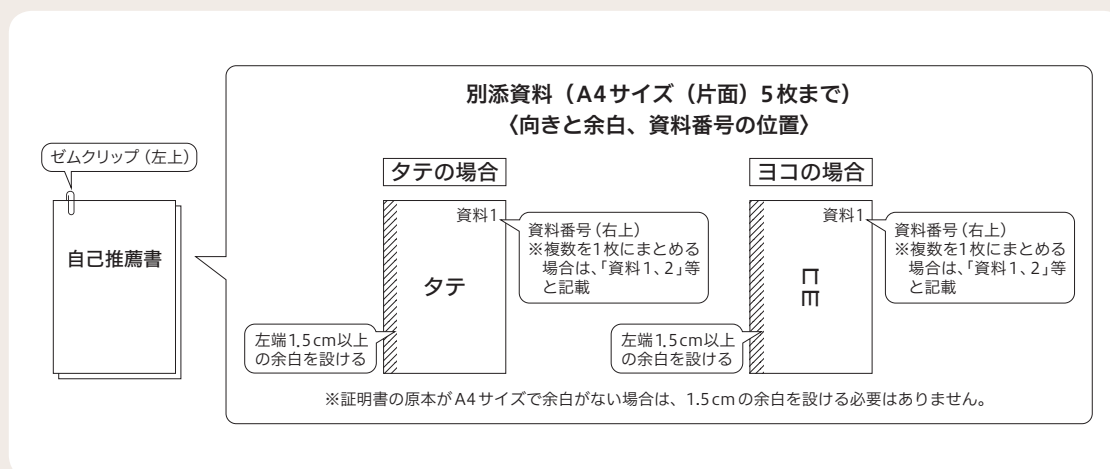 別添資料（A4サイズ（片面）5枚まで）
〈向きと余白、資料番号の位置〉
ゼムクリップ（左上）
自己推薦書
タテの場合
資料1
資料番号（右上）
※複数を1枚にまとめる
場合は、「資料1、2」等
と記載
タテ
左端1.5cm以上
の余白を設ける
ヨコの場合
資料1
資料番号（右上）
※複数を1枚にまとめる
場合は、「資料1、2」等
と記載
ヨコ
左端1.5cm以上
の余白を設ける
※証明書の原本がA4サイズで余白がない場合は、1.5cmの余白を設ける必要はありません。